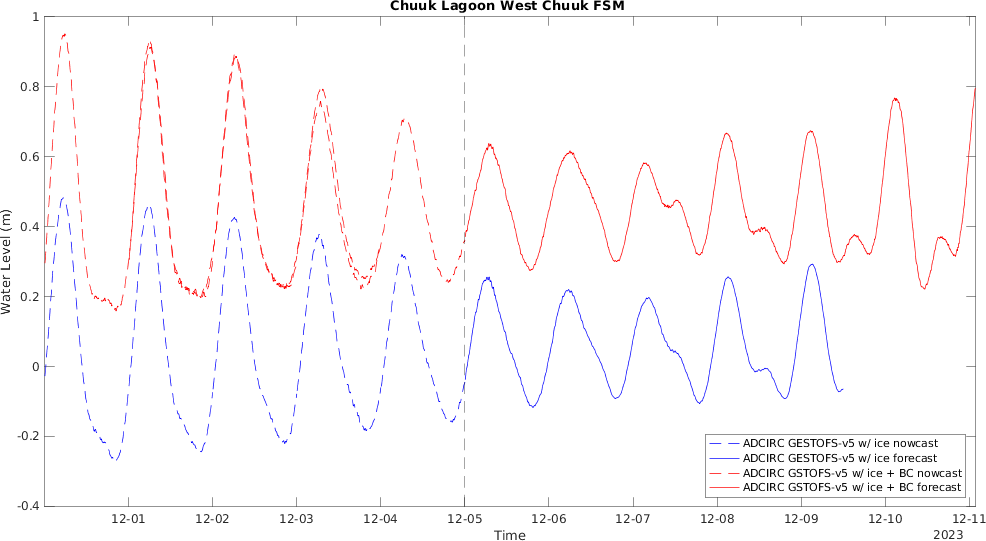 Chuuk Lagoon West Chuuk FSM
1
0.8
0.6
0.4
0.2
0
-0.2
-0.4
Water Level (m)
12-01
12-02
12-03
12-04
12-05
12-06
12-07
12-08
12-09
12-10
12-11
Time
2023
ADCIRC GESTOFS-v5 w/ ice nowcast
ADCIRC GESTOFS-v5 w/ ice forecast
ADCIRC GSTOFS-v5 w/ ice + BC nowcast
ADCIRC GSTOFS-v5 w/ ice + BC forecast